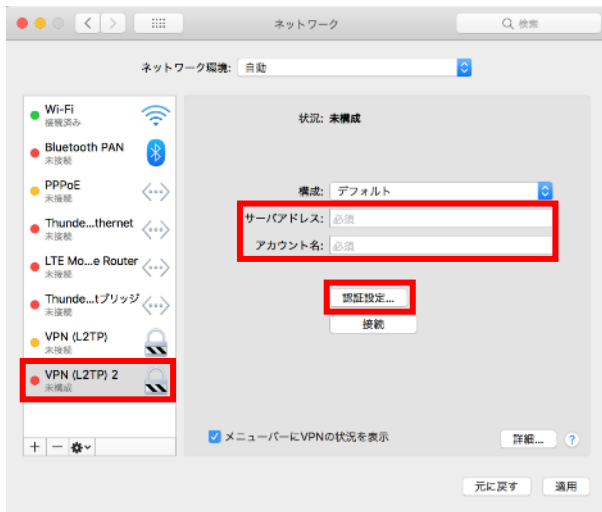 ネットワーク
検索
ネットワーク環境: 自動
Wi-Fi
接続済み
Bluetooth PAN
未接続
PPPoE
未接続
Thunde...thernet
未接続
LTE Mo...e Router
未接続
Thunde...tブリッジ
未接続
VPN (L2TP)
未接続
VPN (L2TP) 2
未構成
状況: 未構成
構成: デフォルト
サーバアドレス: 必須
アカウント名: 必須
認証設定...
接続
メニューバーにVPNの状況を表示
詳細... ?
元に戻す 適用